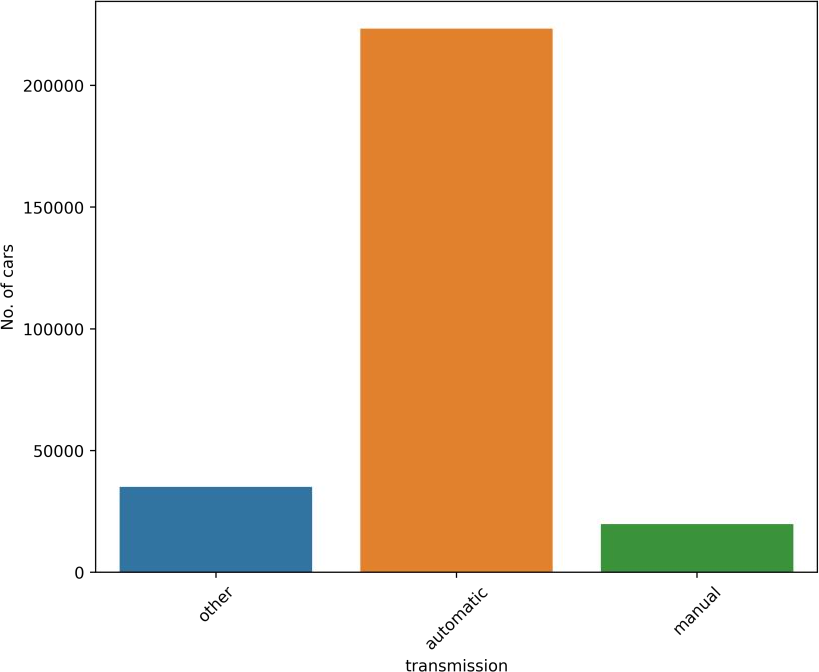 No. of cars
200000
150000
100000
50000
0
other
automatic
manual
transmission